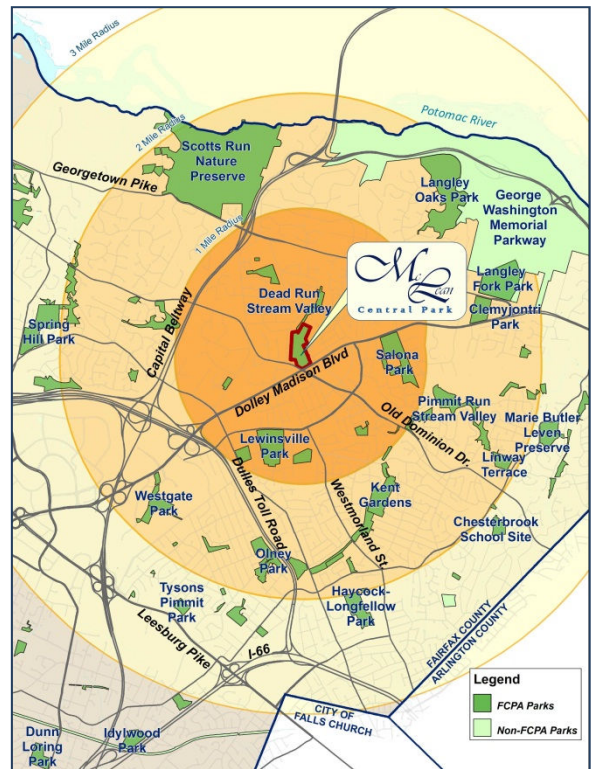 3 Mile Radius
Potomac River
2 Mile Radius
Scotts Run
Nature
Preserve
Georgetown Pike
Langley
Oaks Park
George
Washington
Memorial
Parkway
1 Mile Radius
McLean
Central Park
Dead Run
Stream Valley
Langley
Fork Park
Clemyjontri
Park
Capital Beltway
Spring
Hill Park
Salona
Park
Dolley Madison Blvd
Pimmit Run
Stream Valley
Marie Butler
Leven
Preserve
Old Dominion Dr.
Lewinsville
Park
Linway
Terrace
Dulles Toll Road
Westmorland St.
Kent
Gardens
Westgate
Park
Chesterbrook
School Site
Olney
Park
Tysons
Pimmit
Park
Haycock-
Longfellow
Park
Leesburg Pike
I-66
FAIRFAX COUNTY
ARLINGTON COUNTY
CITY OF
FALLS CHURCH
Dunn
Loring
Park
Idylwood
Park
Legend
FCPA Parks
Non-FCPA Parks